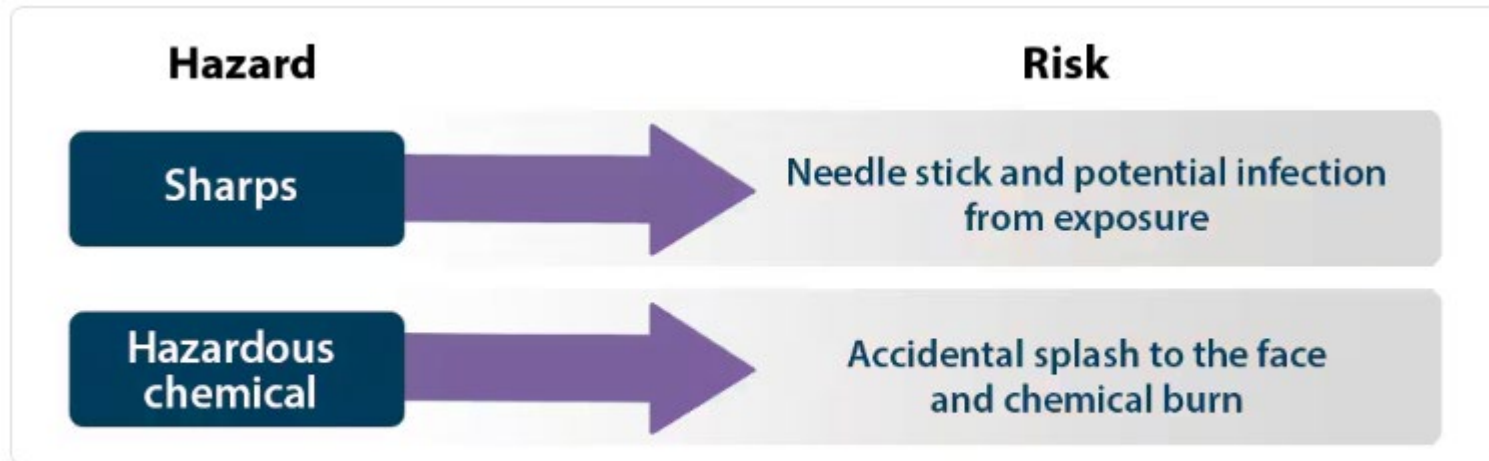 Hazard
Risk
Sharps
Needle stick and potential infection
from exposure
Hazardous
chemical
Accidental splash to the face
and chemical burn